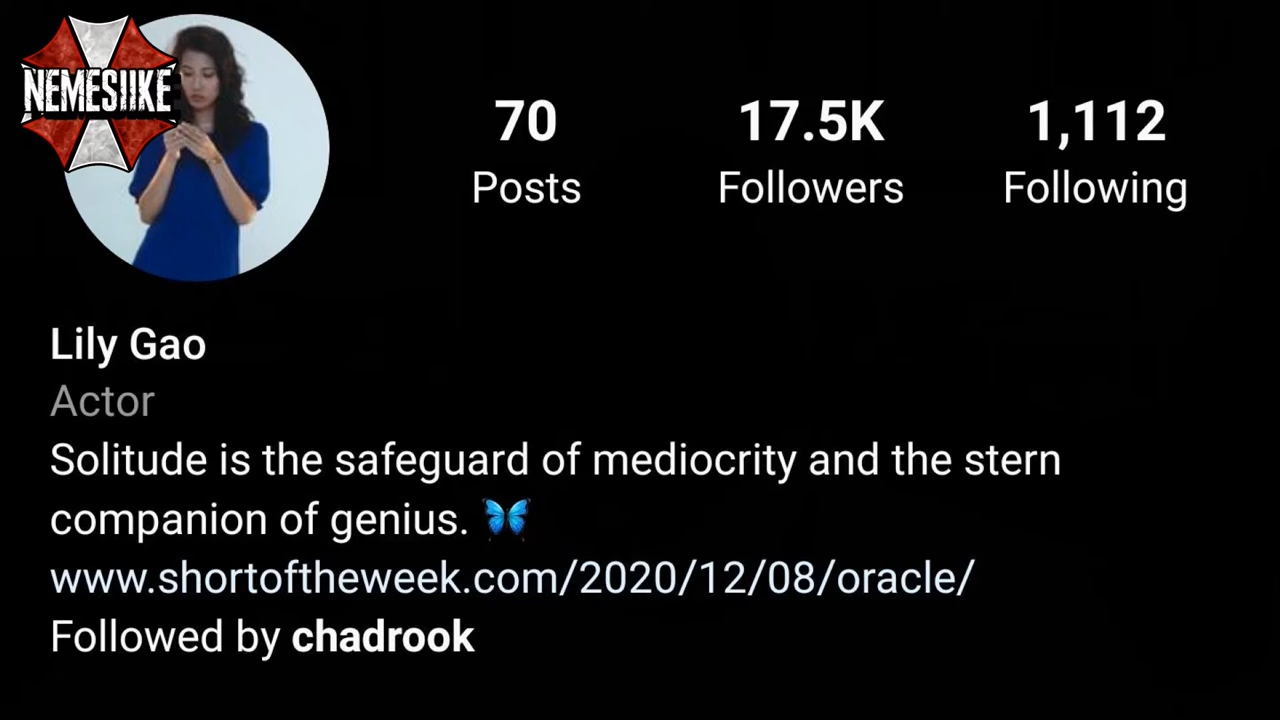 NEMESIIKE
70
Posts
17.5K
Followers
1,112
Following
Lily Gao
Actor
Solitude is the safeguard of mediocrity and the stern
companion of genius. 🦋
www.shortoftheweek.com/2020/12/08/oracle/
Followed by chadrook